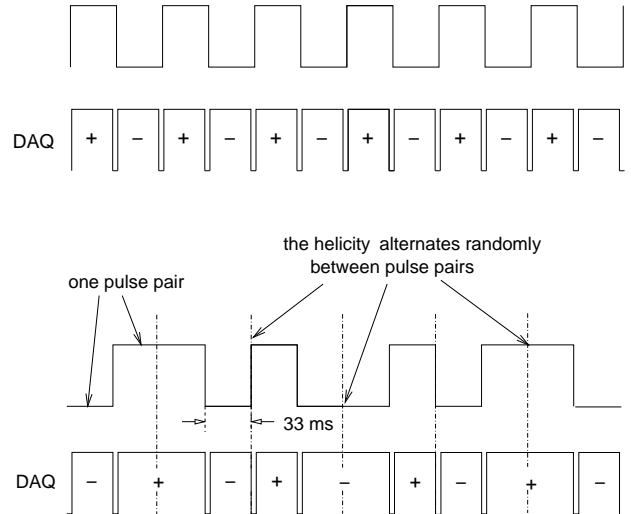 DAQ + − + − + − + − + − + −
the helicity alternates randomly
between pulse pairs
one pulse pair
33 ms
DAQ − + − + − + − + −